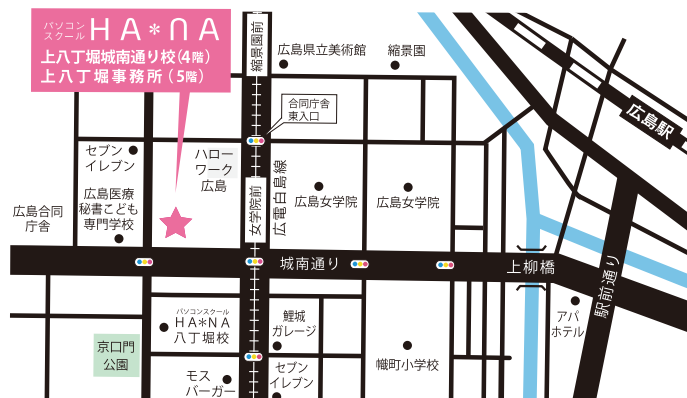 パソコン
スクール
HA*NA
上八丁堀城南通り校(4階)
上八丁堀事務所(5階)
縮景園前
広島県立美術館
縮景園
合同庁舎
東入口
広島駅
セブン
イレブン
ハロー
ワーク
広島
広島医療
秘書こども
専門学校
広島合同
庁舎
女学院前
広電白島線
広島女学院
広島女学院
城南通り
上柳橋
駅前通り
パソコンスクール
HA*NA
八丁堀校
鯉城
ガレージ
アパ
ホテル
京口門
公園
幟町小学校
モス
バーガー
セブン
イレブン